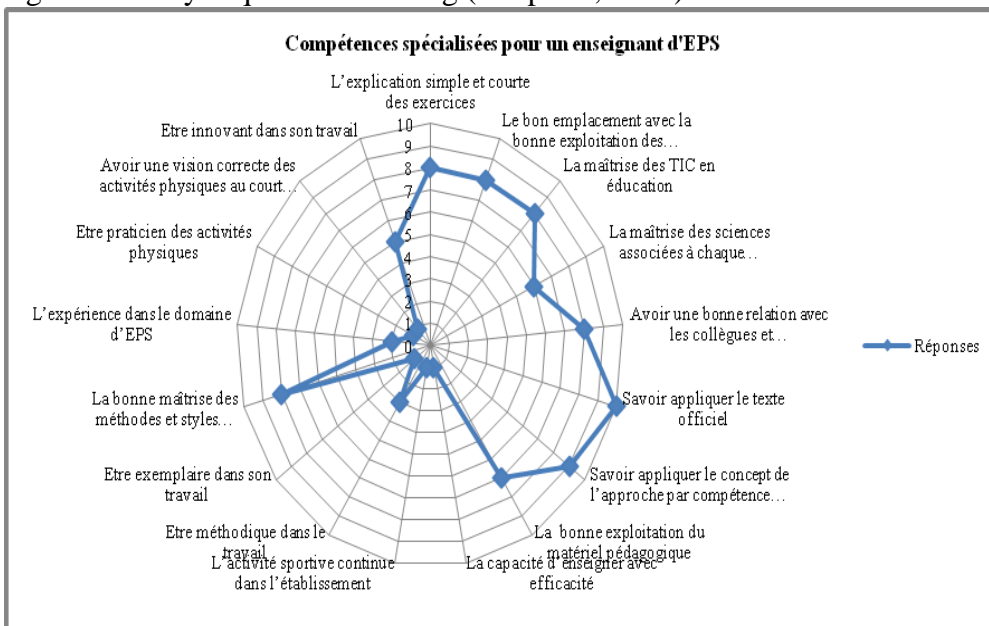 Compétences spécialisées pour un enseignant d'EPS
L'explication simple et courte
des exercices
Le bon emplacement avec la
bonne exploitation des…
La maîtrise des TIC en
éducation
La maîtrise des sciences
associées à chaque…
Avoir une bonne relation avec
les collègues et…
Savoir appliquer le texte
officiel
Savoir appliquer le concept de
l'approche par compétence…
La bonne exploitation du
matériel pédagogique
La capacité d'enseigner avec
efficacité
L'activité sportive continue
dans l'établissement
Etre méthodique dans le
travail
Etre exemplaire dans son
travail
La bonne maîtrise des
méthodes et styles…
L'expérience dans le domaine
d'EPS
Etre praticien des activités
physiques
Avoir une vision correcte des
activités physiques au court…
Etre innovant dans son travail
10
9
8
7
6
5
4
3
2
1
0
Réponses